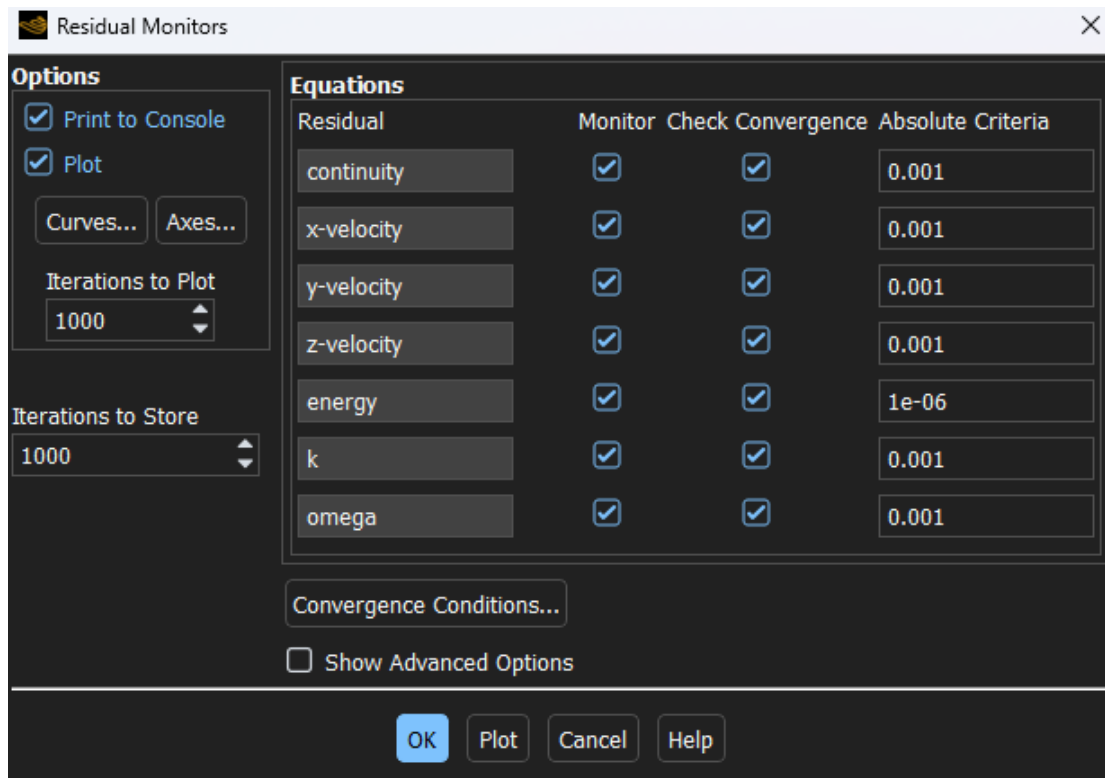 Residual Monitors
Options
Print to Console
Plot
Curves... Axes...
Iterations to Plot
1000
Iterations to Store
1000
Equations
Residual Monitor Check Convergence Absolute Criteria
continuity 0.001
x-velocity 0.001
y-velocity 0.001
z-velocity 0.001
energy 1e-06
k 0.001
omega 0.001
Convergence Conditions...
Show Advanced Options
OK Plot Cancel Help